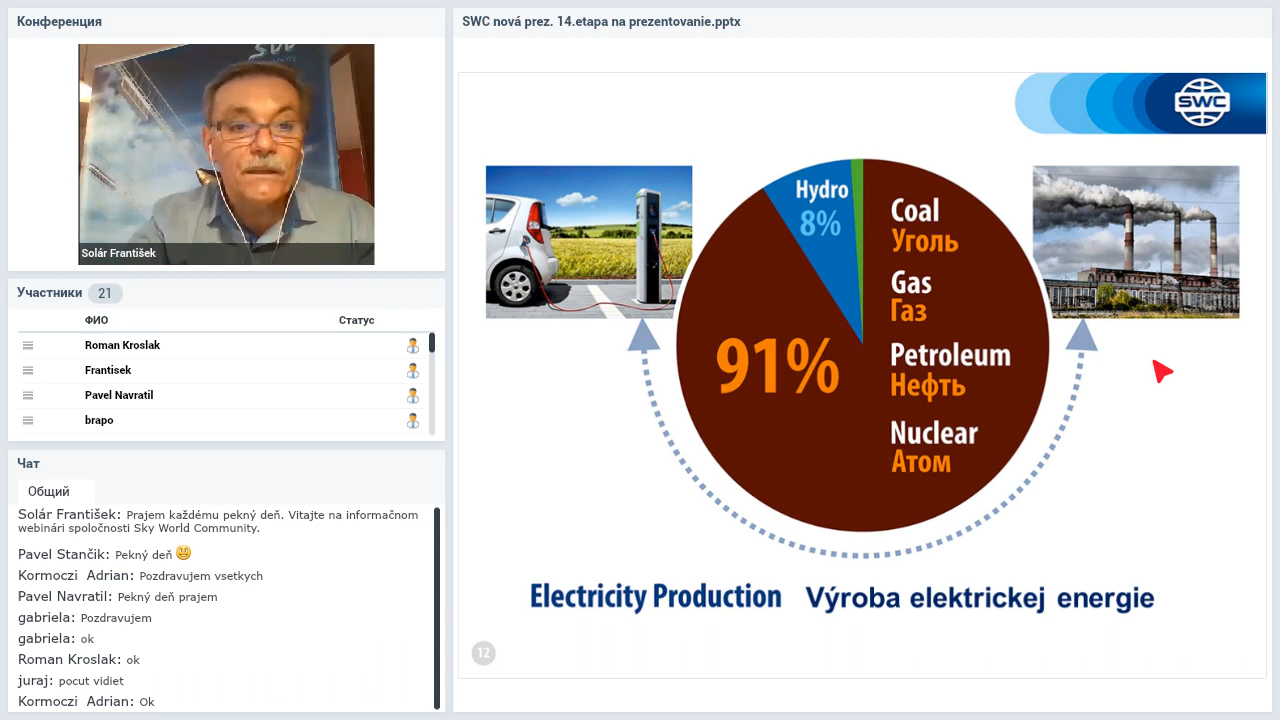 Конференция
Solár František
Участники 21
ФИО Статус
Roman Kroslak
Frantisek
Pavel Navratil
brapo
Чат
Общий
Solár František: Prajem každému pekný deň. Vitajte na informačnom
webinári spoločnosti Sky World Community.
Pavel Stančik: Pekný deň
Kormoczi Adrian: Pozdravujem vsetkych
Pavel Navratil: Pekný deň prajem
gabriela: Pozdravujem
gabriela: ok
Roman Kroslak: ok
juraj: pocut vidiet
Kormoczi Adrian: Ok
SWC nová prez. 14.etapa na prezentovanie.pptx
SWC
Hydro
8%
91%
Coal
Уголь
Gas
Газ
Petroleum
Нефть
Nuclear
Атом
Electricity Production Výroba elektrickej energie
12